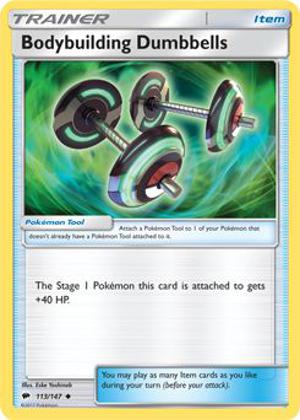 TRAINER
Item
Bodybuilding Dumbbells
Pokémon Tool
Attach a Pokémon Tool to 1 of your Pokémon that
doesn't already have a Pokémon Tool attached to it.
The Stage 1 Pokémon this card is attached to gets
+40 HP.
You may play as many Item cards as you like
during your turn (before your attack).
Illus. Eske Yoshinob
113/147
©2017 Pokémon